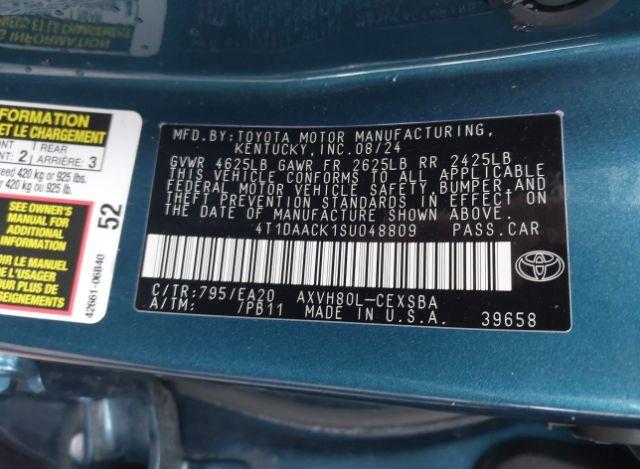 INFORMATION
ET LE CHARGEMENT
NT: 2
1 REAR
ARRIÈRE: 3
eed 420 kg or 925 lbs.
420 kg ou 925 lb.
SEE OWNER'S
MANUAL FOR
ADDITIONAL
INFORMATION
OIR LE MANUEL
DE L'USAGER
POUR PLUS DE
52
42661-06B40
MFD.BY:TOYOTA MOTOR MANUFACTURING,
KENTUCKY, INC.08/24
GVWR 4625LB GAWR FR 2625LB RR 2425LB
THIS VEHICLE CONFORMS TO ALL APPLICABLE
FEDERAL MOTOR VEHICLE SAFETY,BUMPER,AND
THEFT PREVENTION STANDARDS IN EFFECT ON
THE DATE OF MANUFACTURE SHOWN ABOVE.
4T1DAACK1SU048809 PASS.CAR
C/TR:795/EA20 AXVH80L-CEXSBA
A/TM: /PB11 MADE IN U.S.A.
39658